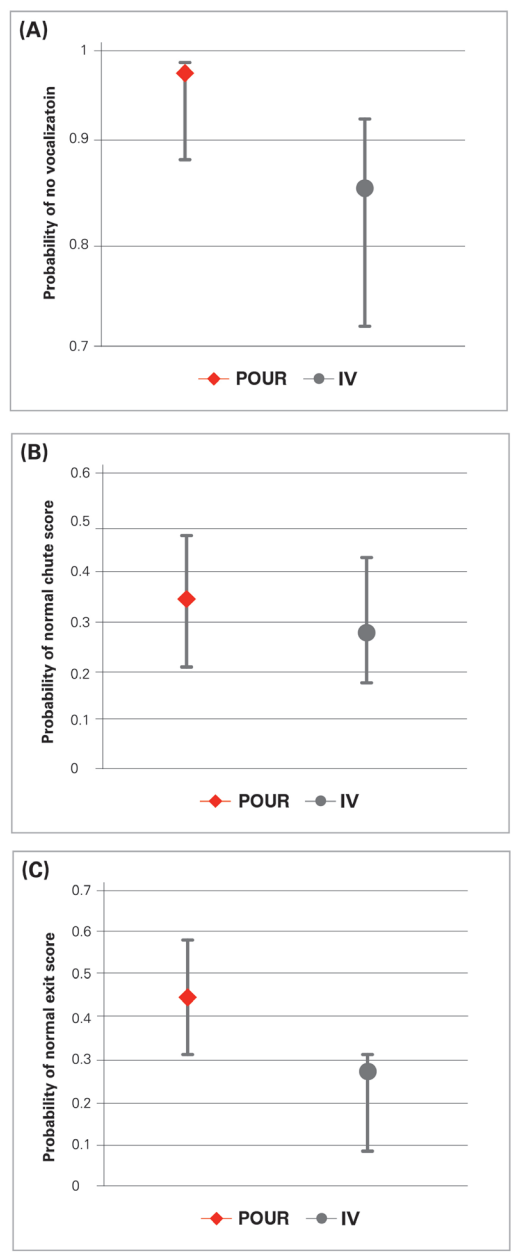 (A)
Probability of no vocalizatoin
1
0.9
0.8
0.7
POUR IV
(B)
Probability of normal chute score
0.6
0.5
0.4
0.3
0.2
0.1
0
POUR IV
(C)
Probability of normal exit score
0.7
0.6
0.5
0.4
0.3
0.2
0.1
0
POUR IV